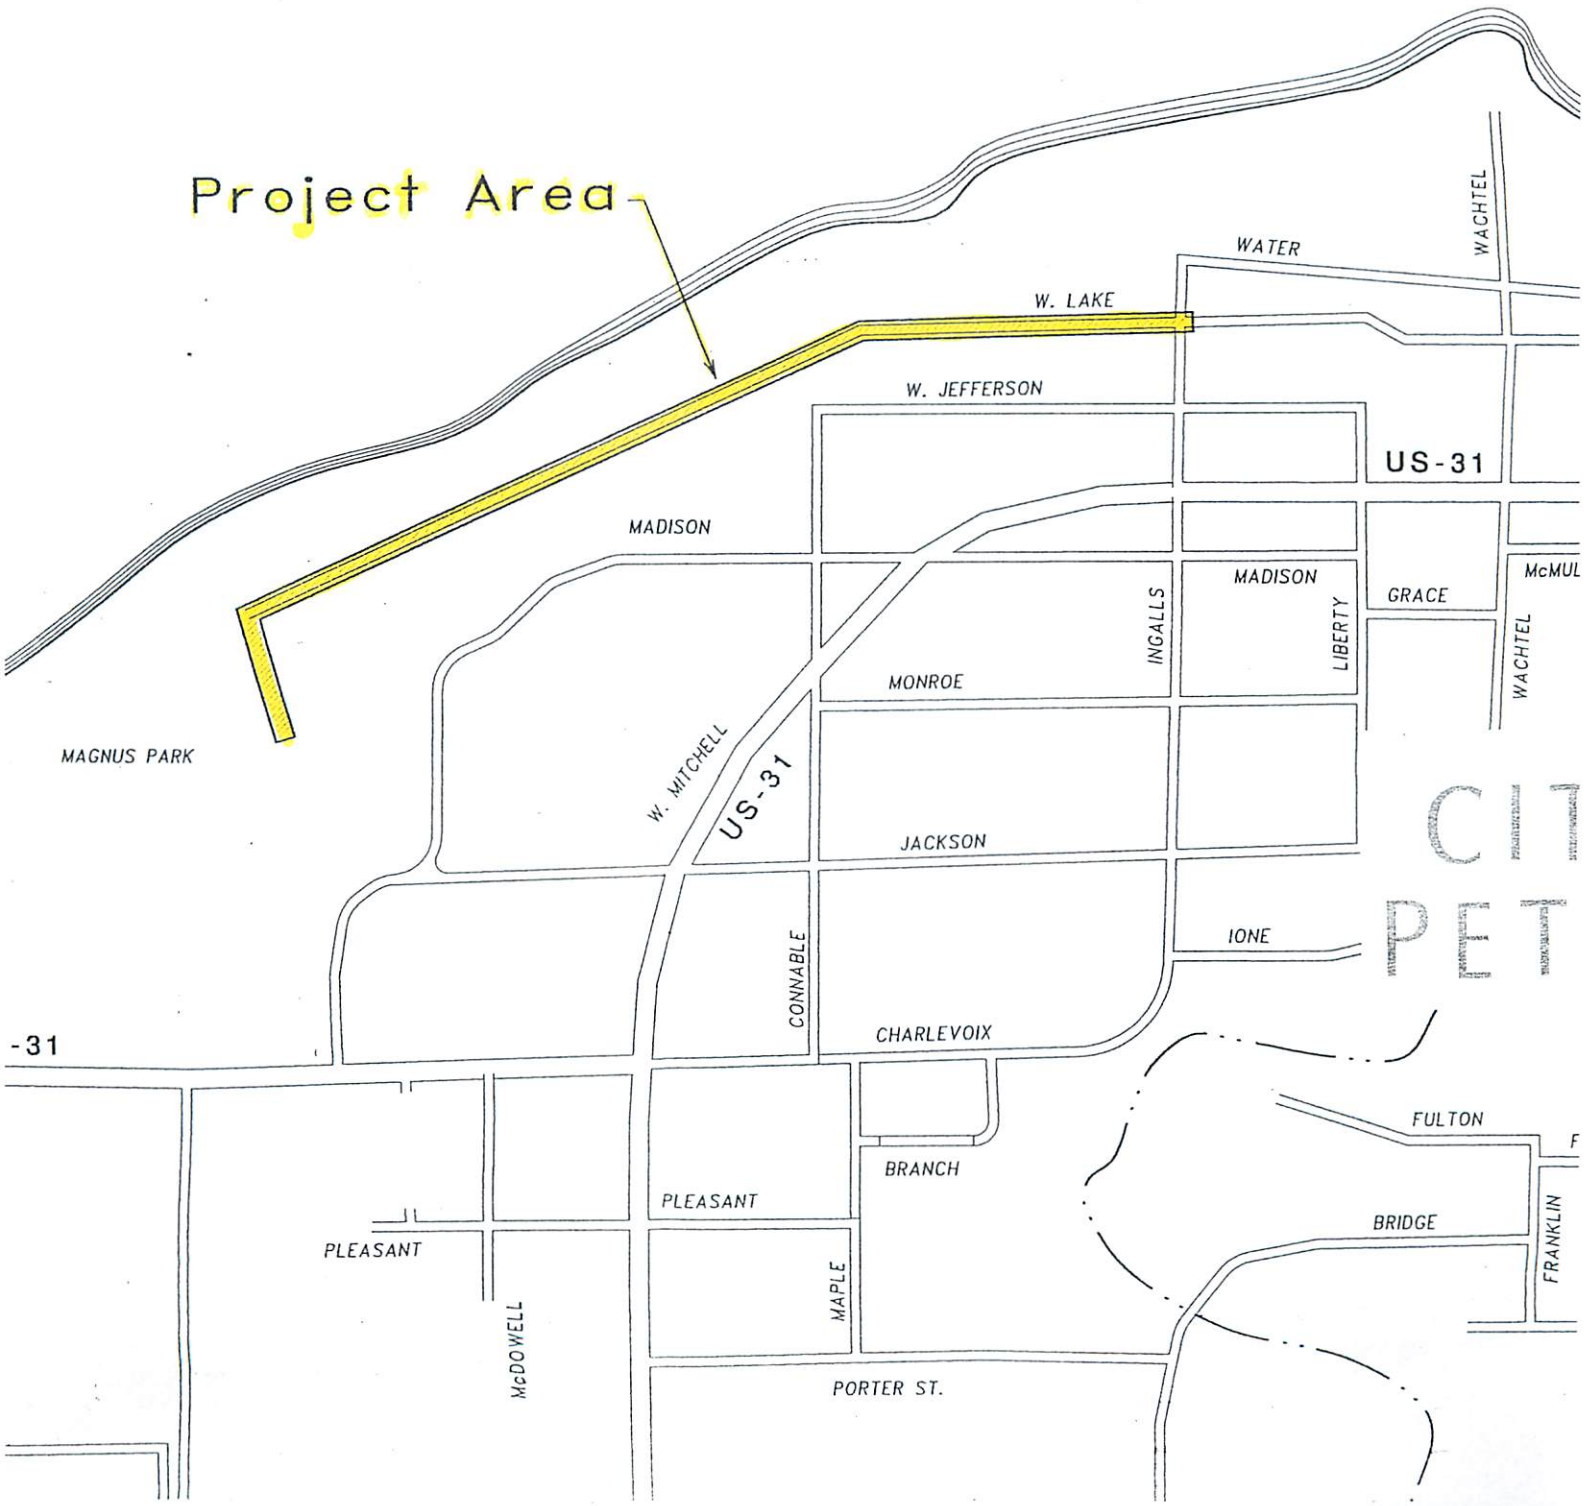 Project Area
WACHTEL
WATER
W. LAKE
W. JEFFERSON
US-31
MADISON
MADISON
McMUL
GRACE
INGALLS
LIBERTY
WACHTEL
MONROE
MAGNUS PARK
W. MITCHELL
US-31
CIT
PET
JACKSON
CONNABLE
IONE
-31
CHARLEVOIX
FULTON
F
BRANCH
PLEASANT
PLEASANT
BRIDGE
FRANKLIN
MAPLE
McDOWELL
PORTER ST.